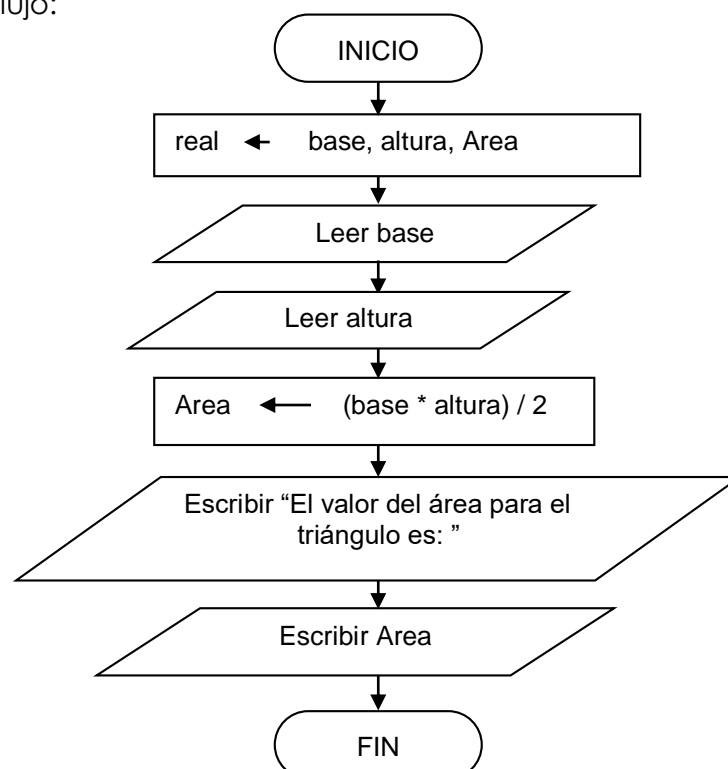 lujo:
INICIO
real ← base, altura, Area
Leer base
Leer altura
Area ← (base * altura) / 2
Escribir “El valor del área para el
triángulo es: ”
Escribir Area
FIN